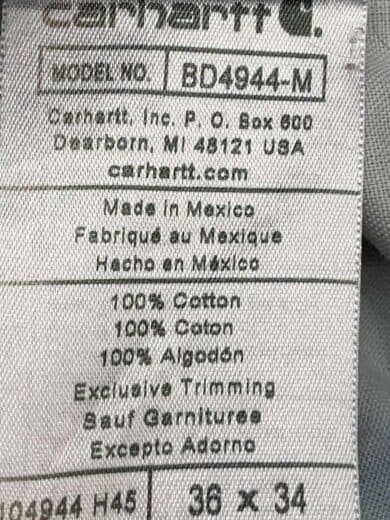 carhartt
MODEL NO. BD4944-M
Carhartt, Inc. P. O. Box 600
Dearborn, MI 48121 USA
carhartt.com
Made in Mexico
Fabriqué au Mexique
Hecho en México
100% Cotton
100% Coton
100% Algodón
Exclusive Trimming
Sauf Garnitures
Excepto Adorno
104944 H45 36 x 34